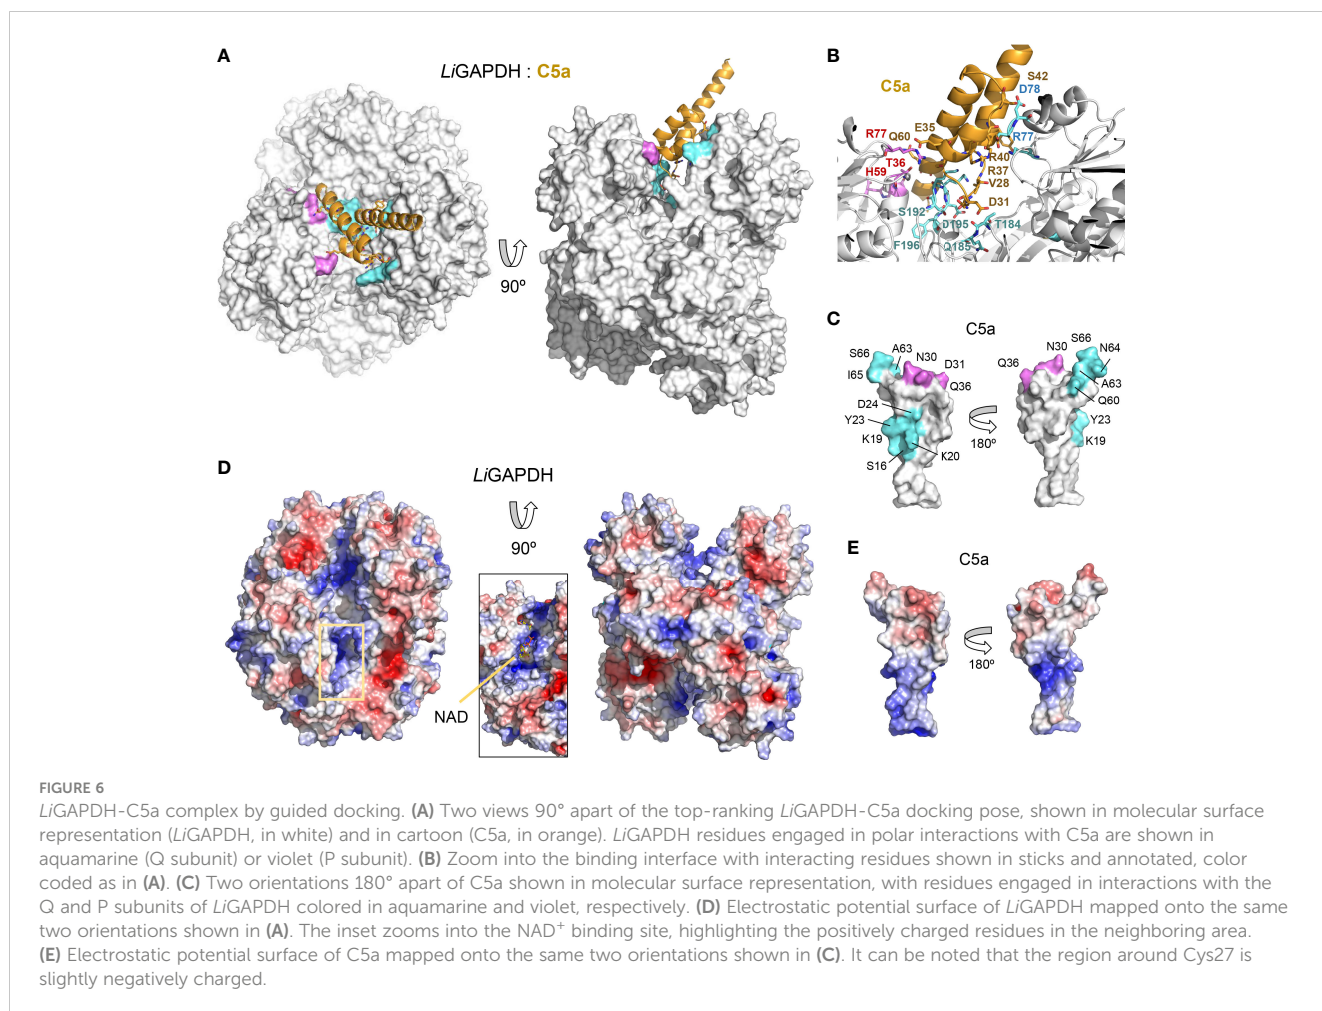 A
LiGAPDH : C5a
90º
B
C5a
S42
D78
R77
Q60
E35
R77
T36
R40
H59
R37
V28
D31
S192
D195
T184
F196
Q185
C
C5a
S66
A63
N30
D31
I65
Q36
D24
Y23
K19
K20
S16
180º
S66
N30
N64
Q36
A63
Q60
Y23
K19
D
LiGAPDH
90º
NAD
E
C5a
180º
FIGURE 6
LiGAPDH-C5a complex by guided docking. (A) Two views 90° apart of the top-ranking LiGAPDH-C5a docking pose, shown in molecular surface
representation (LiGAPDH, in white) and in cartoon (C5a, in orange). LiGAPDH residues engaged in polar interactions with C5a are shown in
aquamarine (Q subunit) or violet (P subunit). (B) Zoom into the binding interface with interacting residues shown in sticks and annotated, color
coded as in (A). (C) Two orientations 180° apart of C5a shown in molecular surface representation, with residues engaged in interactions with the
Q and P subunits of LiGAPDH colored in aquamarine and violet, respectively. (D) Electrostatic potential surface of LiGAPDH mapped onto the same
two orientations shown in (A). The inset zooms into the NAD⁺ binding site, highlighting the positively charged residues in the neighboring area.
(E) Electrostatic potential surface of C5a mapped onto the same two orientations shown in (C). It can be noted that the region around Cys27 is
slightly negatively charged.